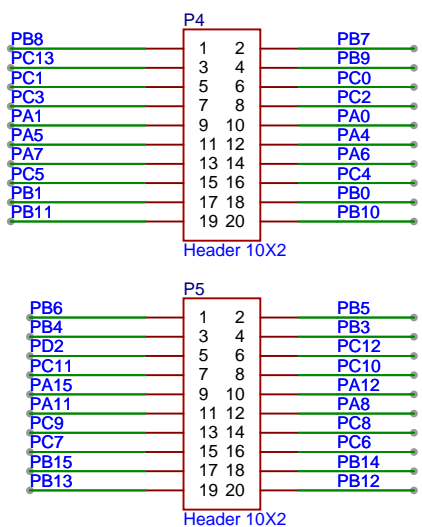 P4
PB8 1 2 PB7
PC13 3 4 PB9
PC1 5 6 PC0
PC3 7 8 PC2
PA1 9 10 PA0
PA5 11 12 PA4
PA7 13 14 PA6
PC5 15 16 PC4
PB1 17 18 PB0
PB11 19 20 PB10
Header 10X2
P5
PB6 1 2 PB5
PB4 3 4 PB3
PD2 5 6 PC12
PC11 7 8 PC10
PA15 9 10 PA12
PA11 11 12 PA8
PC9 13 14 PC8
PC7 15 16 PC6
PB15 17 18 PB14
PB13 19 20 PB12
Header 10X2